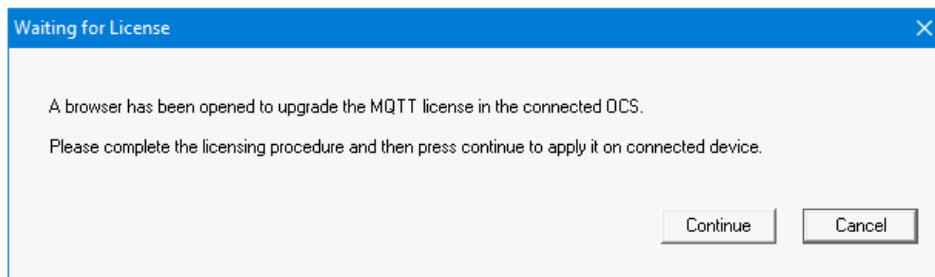 Waiting for License
A browser has been opened to upgrade the MQTT license in the connected OCS.
Please complete the licensing procedure and then press continue to apply it on connected device.
Continue Cancel